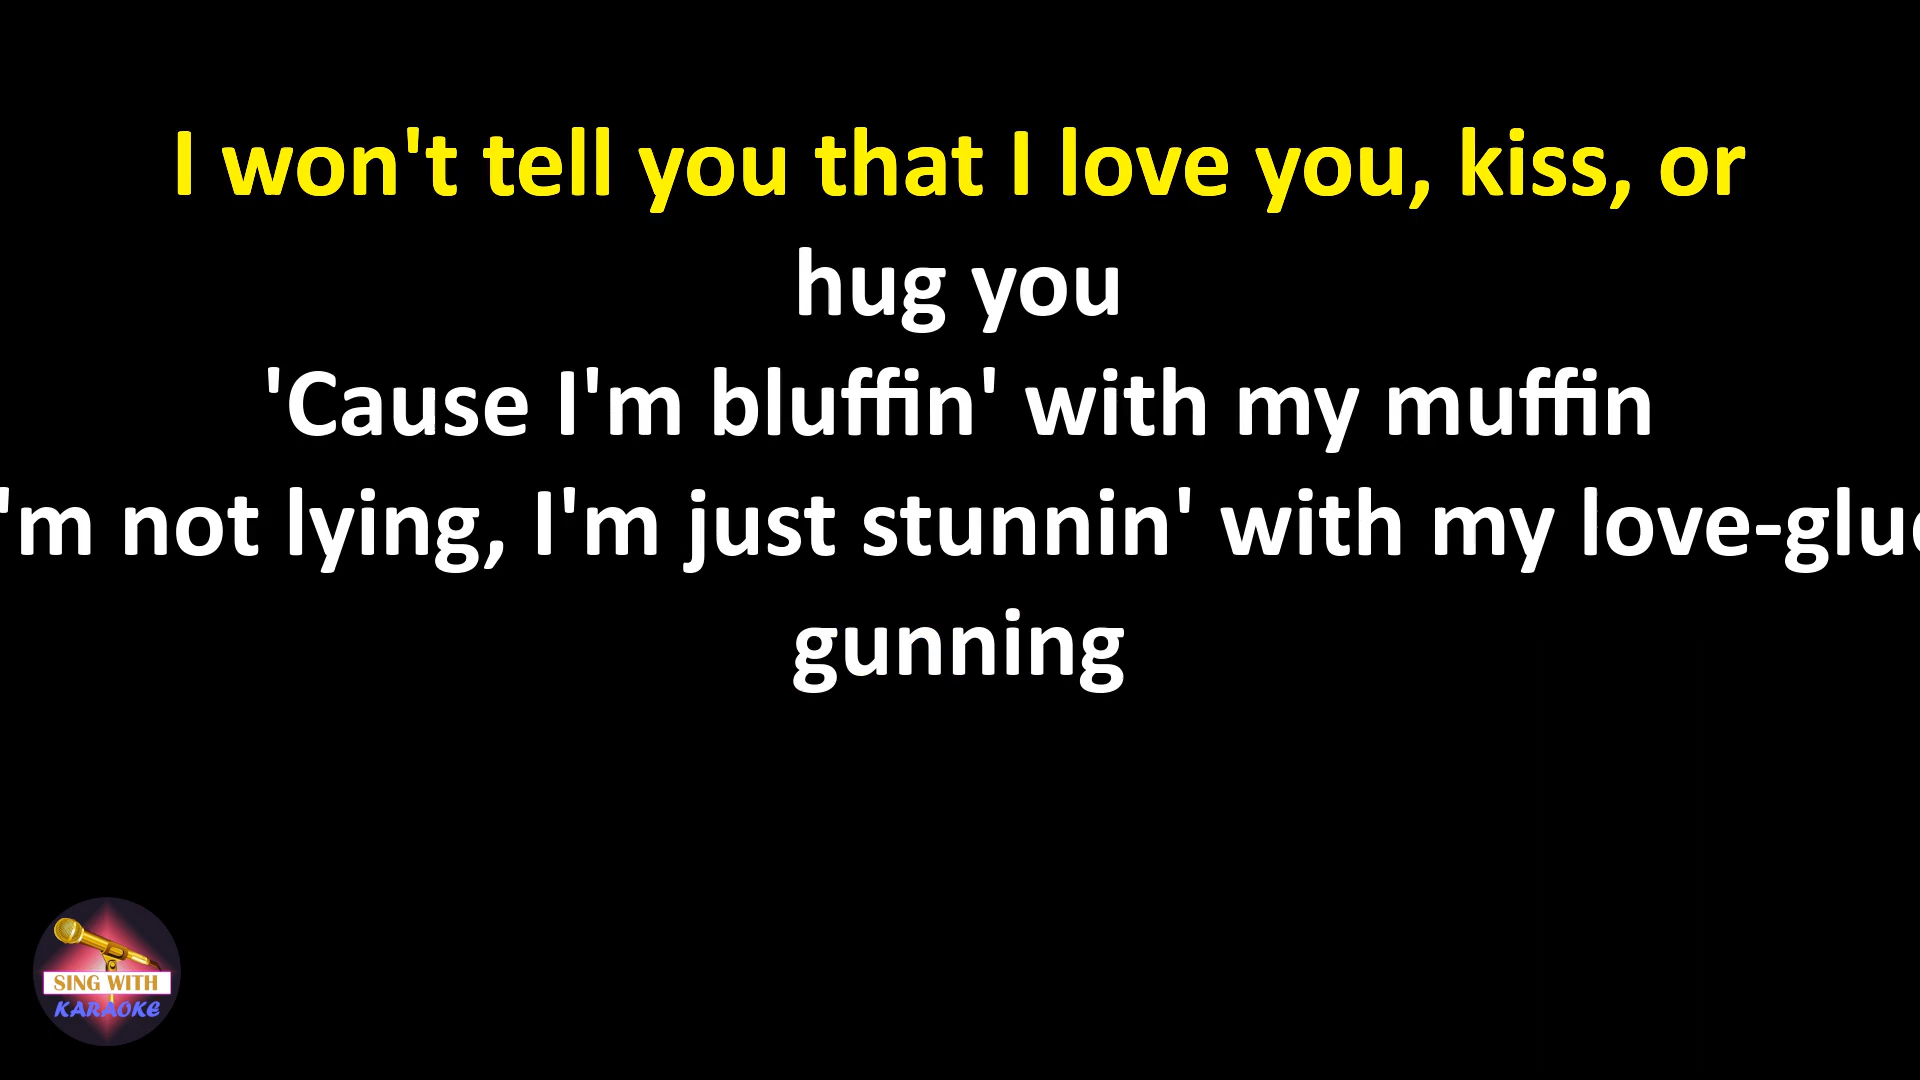 I won't tell you that I love you, kiss, or
hug you
'Cause I'm bluffin' with my muffin
'm not lying, I'm just stunnin' with my love-glue
gunning
SING WITH
KARAOKE